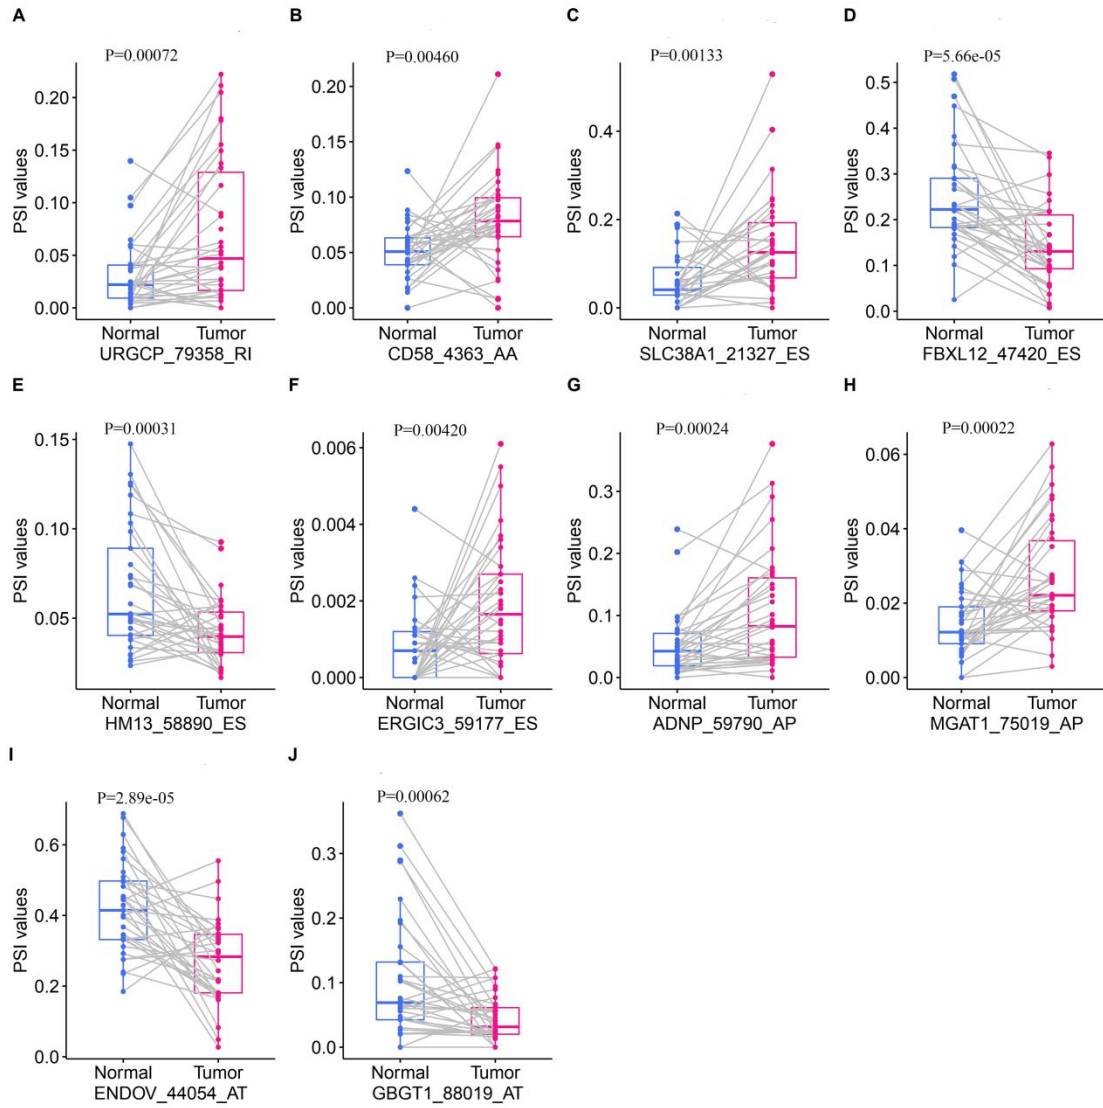 A B C D
P=0.00072 P=0.00460 P=0.00133 P=5.66e-05
PSI values
0.20
0.15
0.10
0.05
0.00
Normal Tumor
URGCP_79358_RI
PSI values
0.20
0.15
0.10
0.05
0.00
Normal Tumor
CD58_4363_AA
PSI values
0.4
0.2
0.0
Normal Tumor
SLC38A1_21327_ES
PSI values
0.5
0.4
0.3
0.2
0.1
0.0
Normal Tumor
FBXL12_47420_ES
E F G H
P=0.00031 P=0.00420 P=0.00024 P=0.00022
PSI values
0.15
0.10
0.05
Normal Tumor
HM13_58890_ES
PSI values
0.006
0.004
0.002
0.000
Normal Tumor
ERGIC3_59177_ES
PSI values
0.3
0.2
0.1
0.0
Normal Tumor
ADNP_59790_AP
PSI values
0.06
0.04
0.02
0.00
Normal Tumor
MGAT1_75019_AP
I J
P=2.89e-05 P=0.00062
PSI values
0.6
0.4
0.2
0.0
Normal Tumor
ENDOV_44054_AT
PSI values
0.3
0.2
0.1
0.0
Normal Tumor
GBGT1_88019_AT